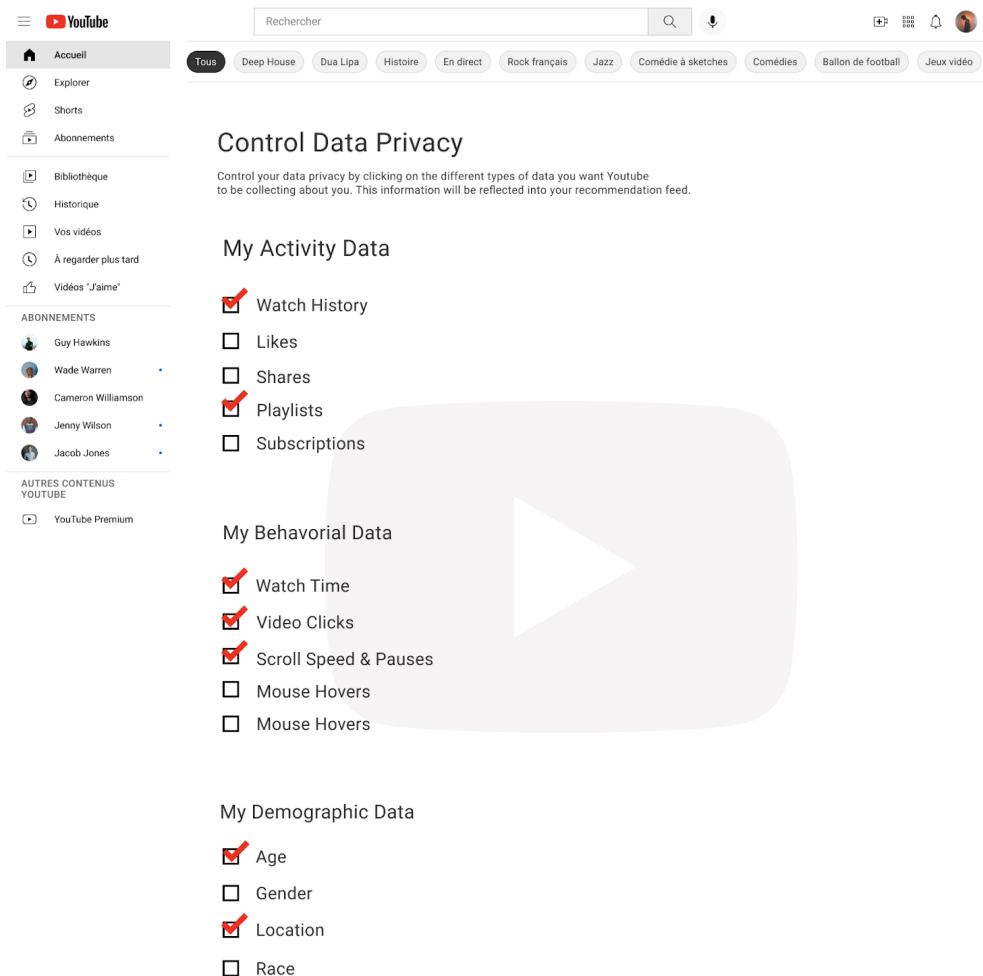 YouTube
Rechercher
Accueil
Explorer
Shorts
Abonnements
Bibliothèque
Historique
Vos vidéos
À regarder plus tard
Vidéos "J'aime"
ABONNEMENTS
Guy Hawkins
Wade Warren
Cameron Williamson
Jenny Wilson
Jacob Jones
AUTRES CONTENUS
YOUTUBE
YouTube Premium
Tous Deep House Dua Lipa Histoire En direct Rock français Jazz Comédie à sketches Comédies Ballon de football Jeux vidéo
Control Data Privacy
Control your data privacy by clicking on the different types of data you want Youtube
to be collecting about you. This information will be reflected into your recommendation feed.
My Activity Data
Watch History
Likes
Shares
Playlists
Subscriptions
My Behavorial Data
Watch Time
Video Clicks
Scroll Speed & Pauses
Mouse Hovers
Mouse Hovers
My Demographic Data
Age
Gender
Location
Race